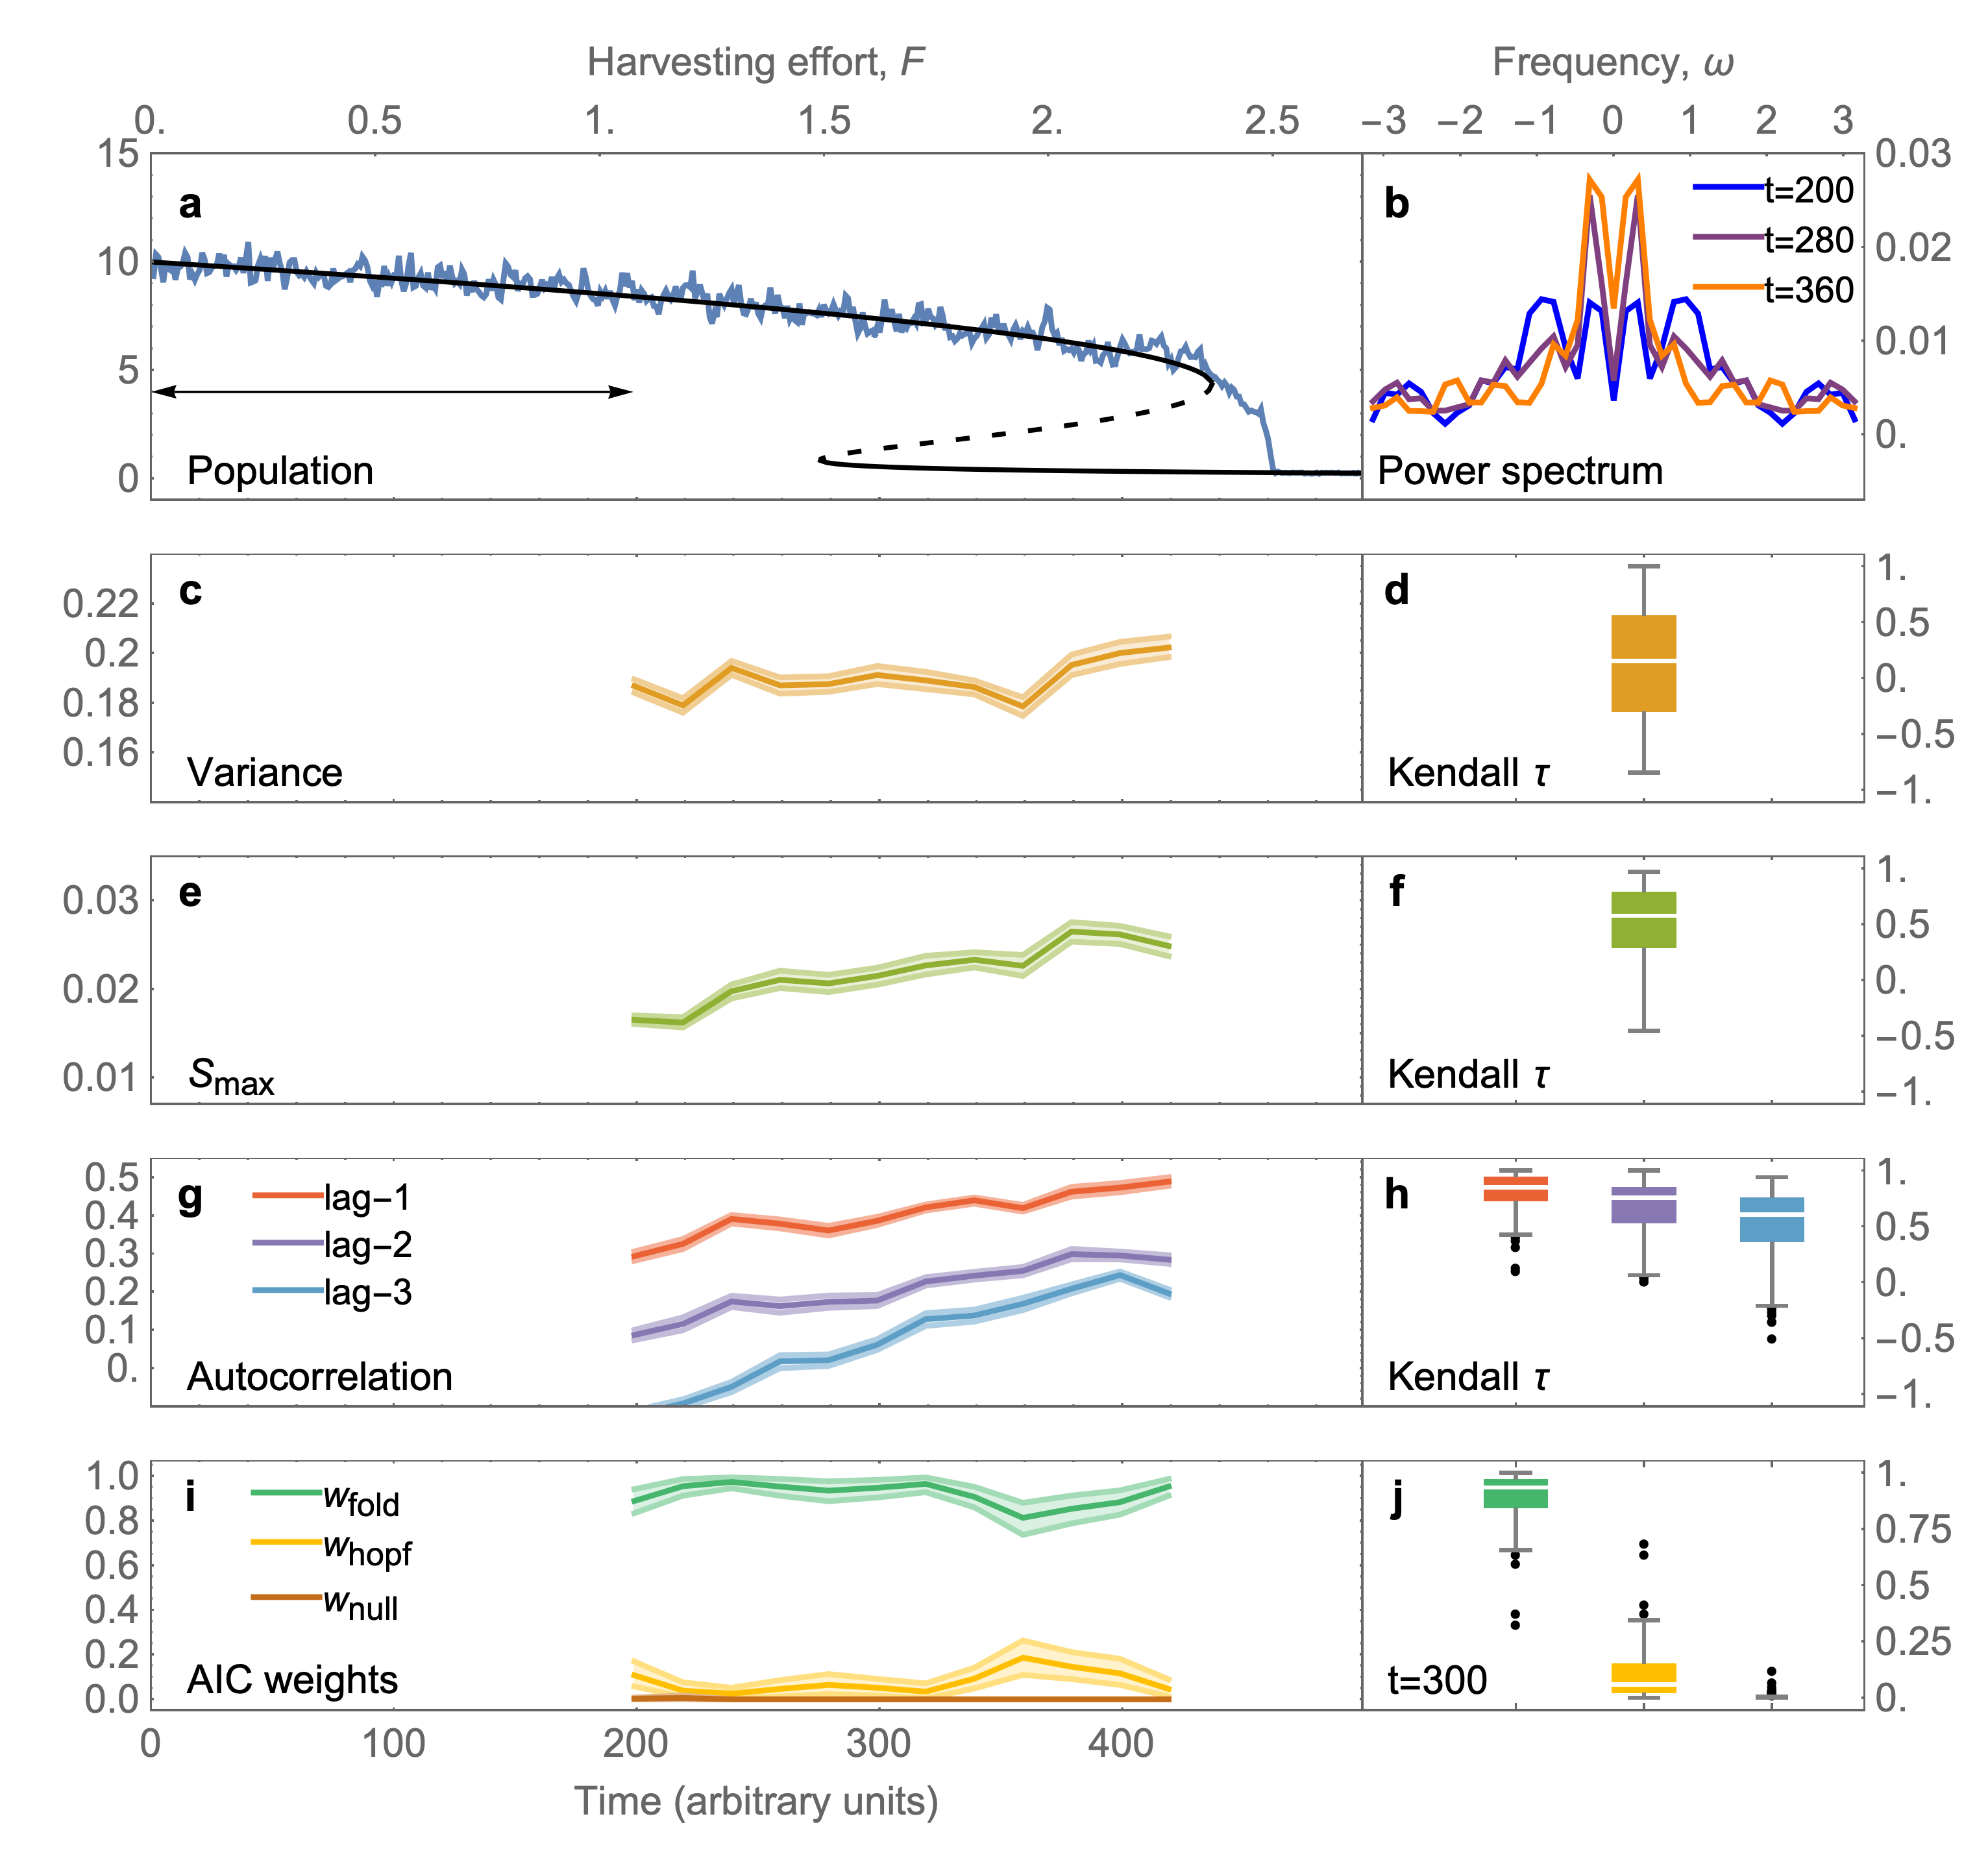 Harvesting effort, F
Frequency, ω
0. 0.5 1. 1.5 2. 2.5
−3 −2 −1 0 1 2 3
15
10
5
0
a
Population
b
t=200
t=280
t=360
Power spectrum
0.03
0.02
0.01
0.
0.22
0.2
0.18
0.16
c
Variance
d
Kendall τ
1.
0.5
0.
−0.5
−1.
0.03
0.02
0.01
e
Smax
f
Kendall τ
1.
0.5
0.
−0.5
−1.
0.5
0.4
0.3
0.2
0.1
0.
g
lag−1
lag−2
lag−3
Autocorrelation
h
Kendall τ
1.
0.5
0.
−0.5
−1.
1.0
0.8
0.6
0.4
0.2
0.0
i
wfold
whopf
wnull
AIC weights
j
t=300
1.
0.75
0.5
0.25
0.
0 100 200 300 400
Time (arbitrary units)